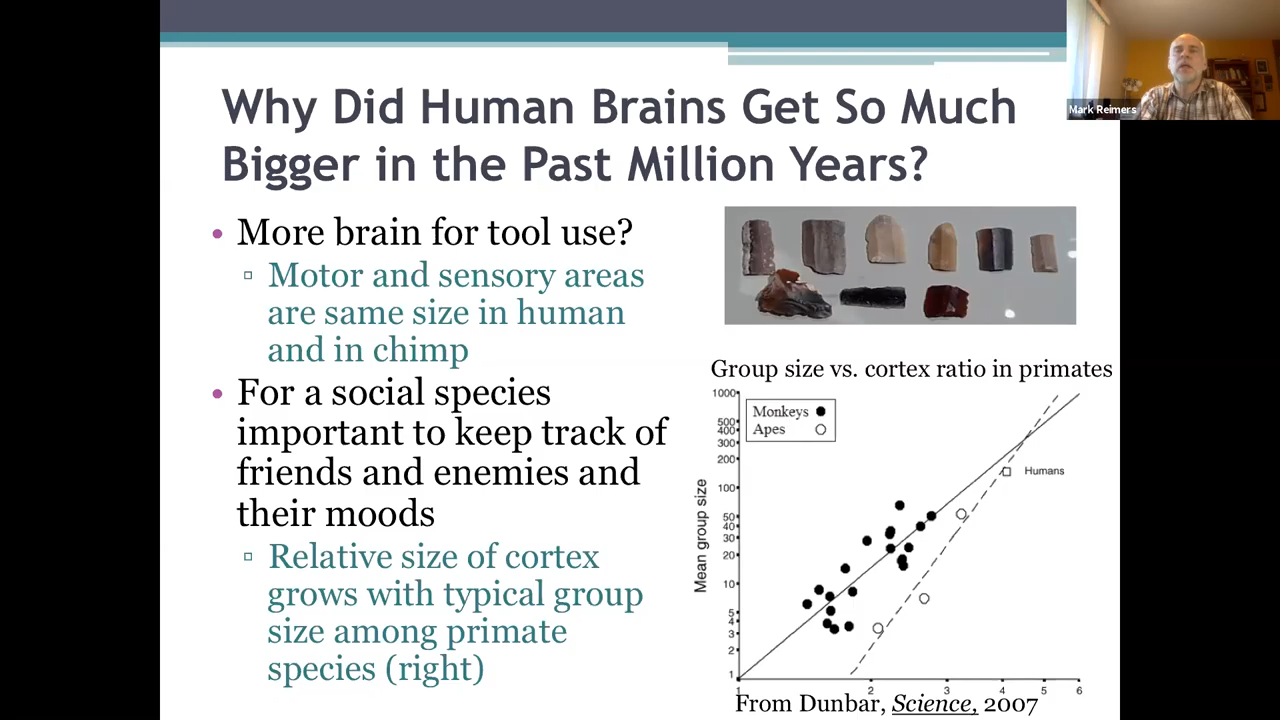 Why Did Human Brains Get So Much
Bigger in the Past Million Years?
Mark Reimers
• More brain for tool use?
▫ Motor and sensory areas
are same size in human
and in chimp
• For a social species
important to keep track of
friends and enemies and
their moods
▫ Relative size of cortex
grows with typical group
size among primate
species (right)
Group size vs. cortex ratio in primates
Monkeys
Apes
Humans
Mean group size
1000
500
400
300
200
100
50
40
30
20
10
5
4
3
2
1
1 2 3 4 5 6
From Dunbar, Science, 2007